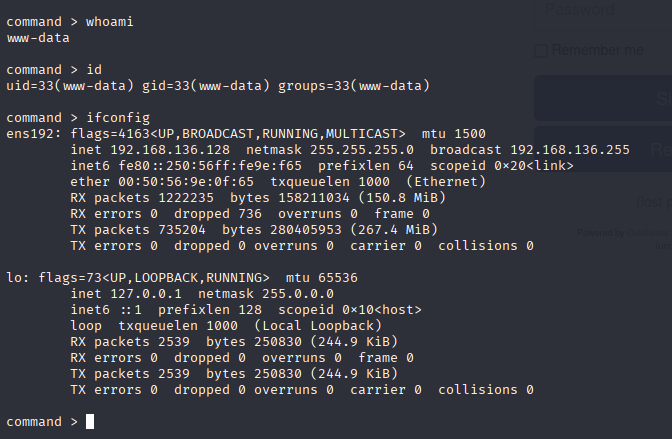 Password
command > whoami
www-data
Remember me
command > id
uid=33(www-data) gid=33(www-data) groups=33(www-data)
command > ifconfig
ens192: flags=4163<UP,BROADCAST,RUNNING,MULTICAST>  mtu 1500
        inet 192.168.136.128  netmask 255.255.255.0  broadcast 192.168.136.255
        inet6 fe80::250:56ff:fe9e:f65  prefixlen 64  scopeid 0×20<link>
        ether 00:50:56:9e:0f:65  txqueuelen 1000  (Ethernet)
        RX packets 1222235  bytes 158211034 (150.8 MiB)
        RX errors 0  dropped 736  overruns 0  frame 0
        TX packets 735204  bytes 280405953 (267.4 MiB)
        TX errors 0  dropped 0 overruns 0  carrier 0  collisions 0
lo: flags=73<UP,LOOPBACK,RUNNING>  mtu 65536
        inet 127.0.0.1  netmask 255.0.0.0
        inet6 ::1  prefixlen 128  scopeid 0×10<host>
        loop  txqueuelen 1000  (Local Loopback)
        RX packets 2539  bytes 250830 (244.9 KiB)
        RX errors 0  dropped 0  overruns 0  frame 0
        TX packets 2539  bytes 250830 (244.9 KiB)
        TX errors 0  dropped 0 overruns 0  carrier 0  collisions 0
command >